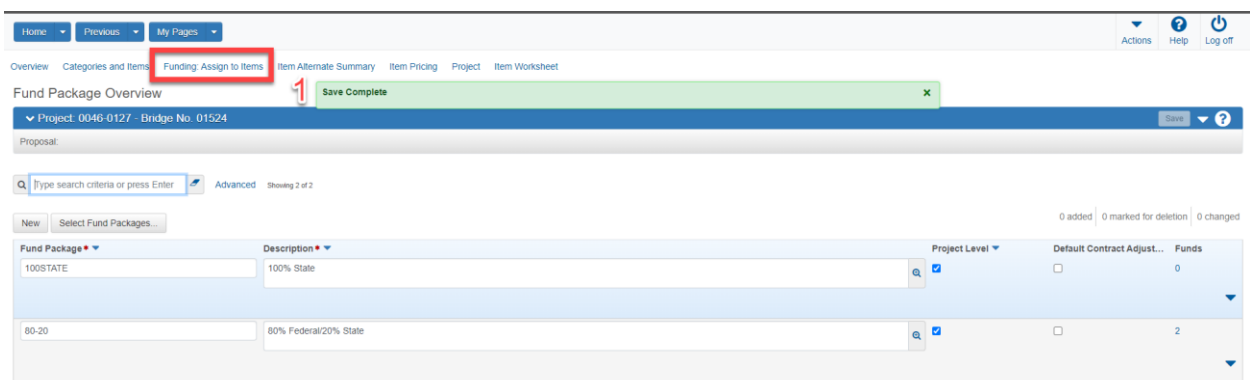 Home Previous My Pages Actions Help Log off
Overview Categories and Items Funding: Assign to Items Item Alternate Summary Item Pricing Project Item Worksheet
1
Fund Package Overview
Save Complete x
Project: 0046-0127 - Bridge No. 01524 Save ?
Proposal:
Type search criteria or press Enter Advanced Showing 2 of 2
New Select Fund Packages... 0 added 0 marked for deletion 0 changed
Fund Package Description Project Level Default Contract Adjust... Funds
100STATE 100% State 0
80-20 80% Federal/20% State 2